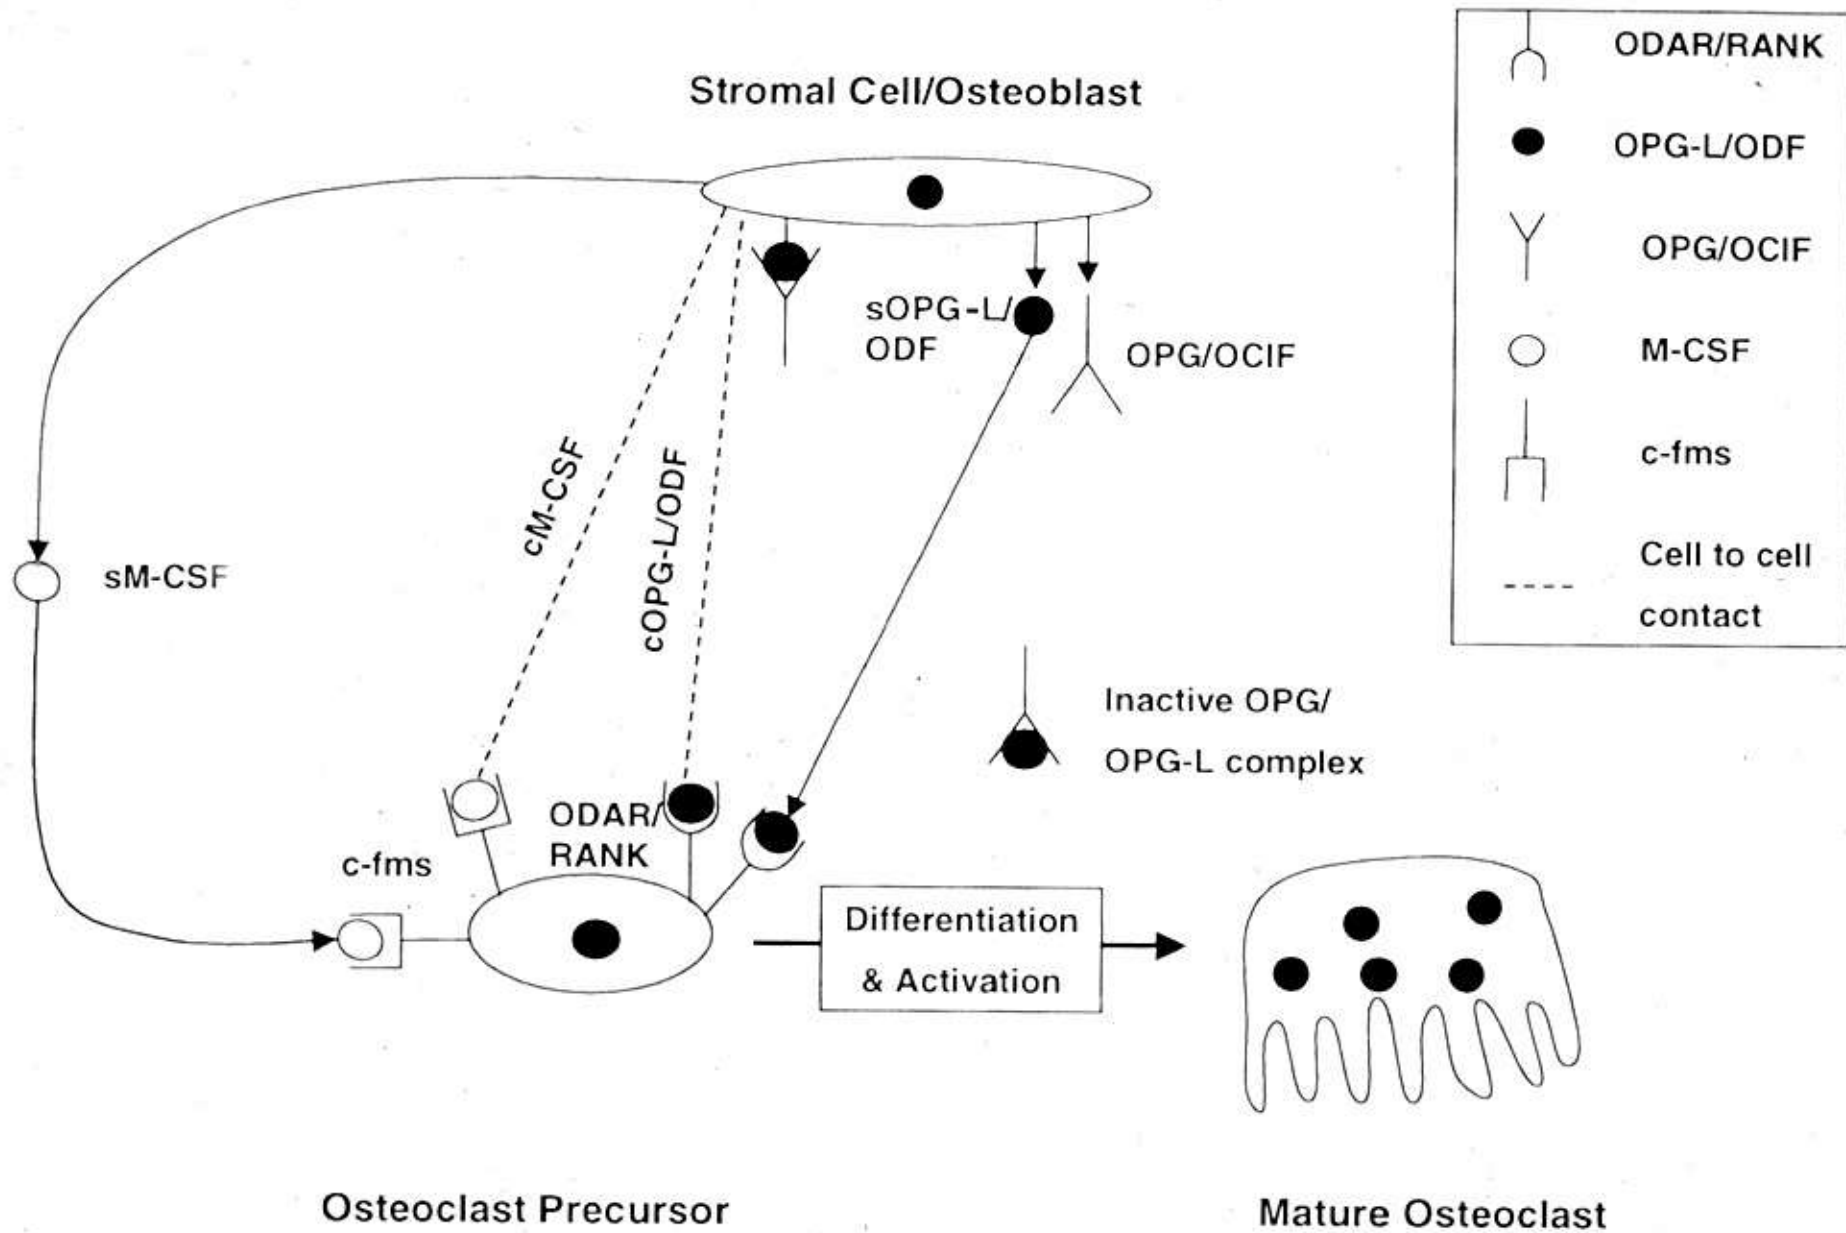 Stromal Cell/Osteoblast
sOPG-L/
ODF
OPG/OCIF
cM-CSF
cOPG-L/ODF
sM-CSF
Inactive OPG/
OPG-L complex
ODAR/
RANK
c-fms
Differentiation
& Activation
Osteoclast Precursor
Mature Osteoclast
ODAR/RANK
OPG-L/ODF
OPG/OCIF
M-CSF
c-fms
Cell to cell
contact